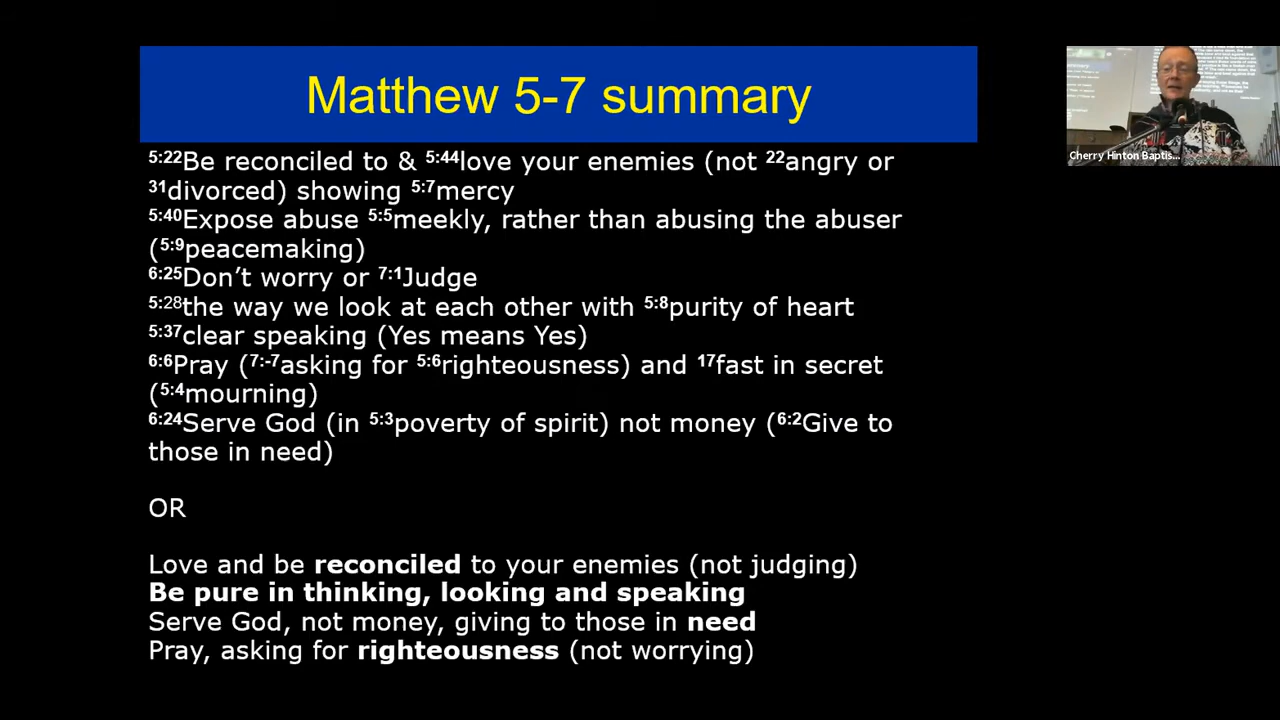 Matthew 5-7 summary
5:22Be reconciled to & 5:44love your enemies (not 22angry or
31divorced) showing 5:7mercy
5:40Expose abuse 5:5meekly, rather than abusing the abuser
(5:9peacemaking)
6:25Don’t worry or 7:1Judge
5:28the way we look at each other with 5:8purity of heart
5:37clear speaking (Yes means Yes)
6:6Pray (7:-7asking for 5:6righteousness) and 17fast in secret
(5:4mourning)
6:24Serve God (in 5:3poverty of spirit) not money (6:2Give to
those in need)
OR
Love and be reconciled to your enemies (not judging)
Be pure in thinking, looking and speaking
Serve God, not money, giving to those in need
Pray, asking for righteousness (not worrying)
Cherry Hinton Baptis...